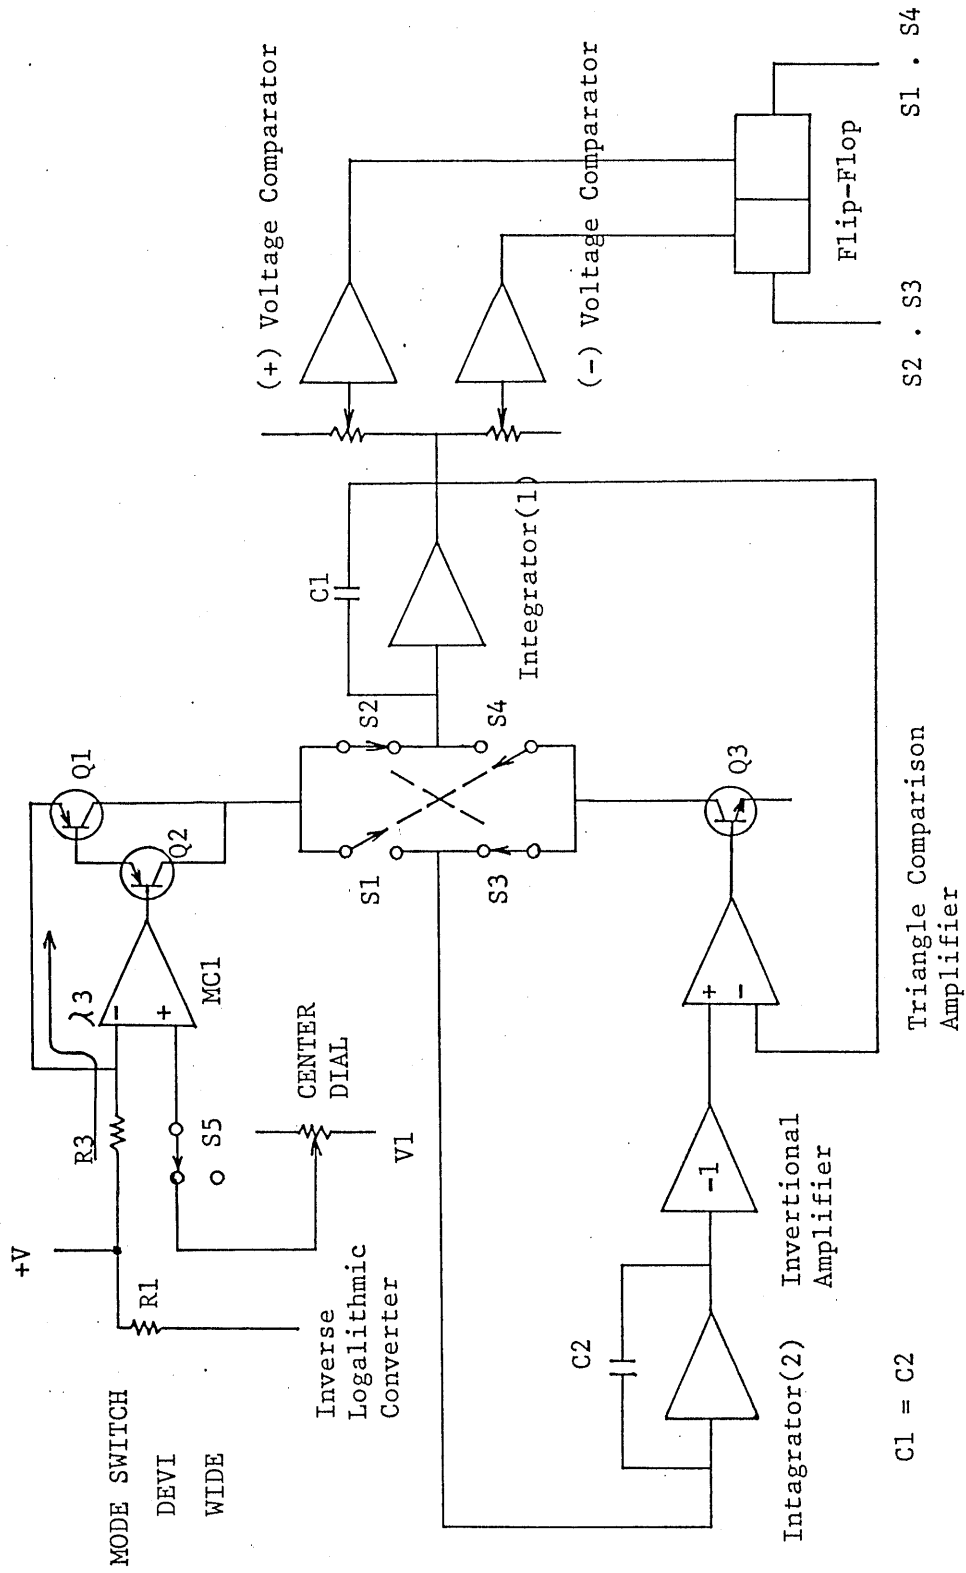 +V
R3
λ3
−
+
MC1
Q1
Q2
R1
S5
CENTER
DIAL
V1
MODE SWITCH
DEVI
WIDE
Inverse
Logalithmic
Converter
S1
S2
S3
S4
C1
Integrator(1)
(+) Voltage Comparator
(−) Voltage Comparator
Flip-Flop
S2 . S3
S1 . S4
C2
Intagrator(2)
-1
Invertional
Amplifier
+
−
Q3
Triangle Comparison
Amplifier
C1 = C2